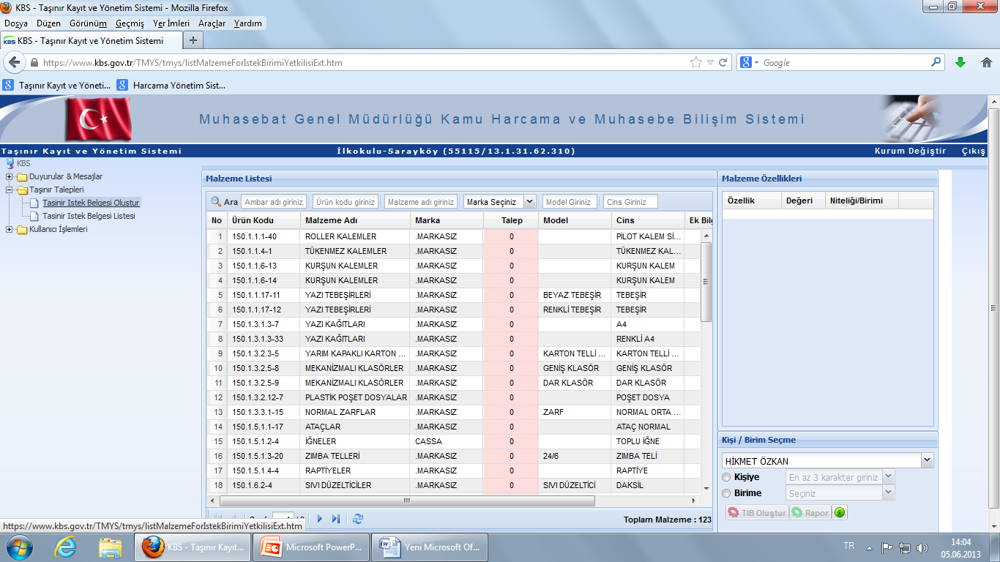 KBS - Taşınır Kayıt ve Yönetim Sistemi - Mozilla Firefox
Dosya Düzen Görünüm Geçmiş Yer İmleri Araçlar Yardım
KBS - Taşınır Kayıt ve Yönetim Sistemi
https://www.kbs.gov.tr/TMYS/tmys/listMalzemeForIstekBirimiYetkilisiExt.htm
Google
Taşınır Kayıt ve Yöneti... Harcama Yönetim Sist...
Muhasebat Genel Müdürlüğü Kamu Harcama ve Muhasebe Bilişim Sistemi
Taşınır Kayıt ve Yönetim Sistemi İlkokulu-Sarayköy (55115/13.1.31.62.310) Kurum Değiştir Çıkış
KBS
Duyurular & Mesajlar
Taşınır Talepleri
Tasinir Istek Belgesi Olustur
Tasinir Istek Belgesi Listesi
Kullanıcı İşlemleri
Malzeme Listesi
Ara Ambar adı giriniz Ürün kodu giriniz Malzeme adı giriniz Marka Seçiniz Model Giriniz Cins Giriniz
No Ürün Kodu Malzeme Adı Marka Talep Model Cins Ek Bilg
1 150.1.1.1-40 ROLLER KALEMLER .MARKASIZ 0 PİLOT KALEM Sİ...
2 150.1.1.4-1 TÜKENMEZ KALEMLER .MARKASIZ 0 TÜKENMEZ KAL...
3 150.1.1.6-13 KURŞUN KALEMLER .MARKASIZ 0 KURŞUN KALEM
4 150.1.1.6-14 KURŞUN KALEMLER .MARKASIZ 0 KURŞUN KALEM
5 150.1.1.17-11 YAZI TEBEŞİRLERİ .MARKASIZ 0 BEYAZ TEBEŞİR TEBEŞİR
6 150.1.1.17-12 YAZI TEBEŞİRLERİ .MARKASIZ 0 RENKLİ TEBEŞİR TEBEŞİR
7 150.1.3.1.3-7 YAZI KAĞITLARI .MARKASIZ 0 A4
8 150.1.3.1.3-33 YAZI KAĞITLARI .MARKASIZ 0 RENKLİ A4
9 150.1.3.2.3-5 YARIM KAPAKLI KARTON ... .MARKASIZ 0 KARTON TELLİ ... KARTON TELLİ ...
10 150.1.3.2.5-8 MEKANİZMALI KLASÖRLER .MARKASIZ 0 GENİŞ KLASÖR GENİŞ KLASÖR
11 150.1.3.2.5-9 MEKANİZMALI KLASÖRLER .MARKASIZ 0 DAR KLASÖR DAR KLASÖR
12 150.1.3.2.12-7 PLASTİK POŞET DOSYALAR .MARKASIZ 0 POŞET DOSYA
13 150.1.3.3.1-15 NORMAL ZARFLAR .MARKASIZ 0 ZARF NORMAL ORTA ...
14 150.1.5.1.1-17 ATAÇLAR .MARKASIZ 0 ATAÇ NORMAL
15 150.1.5.1.2-4 İĞNELER CASSA 0 TOPLU İĞNE
16 150.1.5.1.3-20 ZIMBA TELLERİ .MARKASIZ 0 24/6 ZIMBA TELİ
17 150.1.5.1.4-4 RAPTİYELER .MARKASIZ 0 RAPTİYE
18 150.1.6.2-4 SIVI DÜZELTİCİLER .MARKASIZ 0 SIVI DÜZELTİCİ DAKSİL
Toplam Malzeme : 123
Malzeme Özellikleri
Özellik Değeri Niteliği/Birimi
Kişi / Birim Seçme
HİKMET ÖZKAN
Kişiye En az 3 karakter giriniz
Birime Seçiniz
TIB Oluştur Rapor
https://www.kbs.gov.tr/TMYS/tmys/listMalzemeForIstekBirimiYetkilisiExt.htm
KBS - Taşınır Kayıt... Microsoft PowerP... Yeni Microsoft Of... TR 14:04
05.06.2013